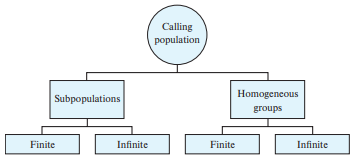 Calling
population
Subpopulations
Homogeneous
groups
Finite
Infinite
Finite
Infinite